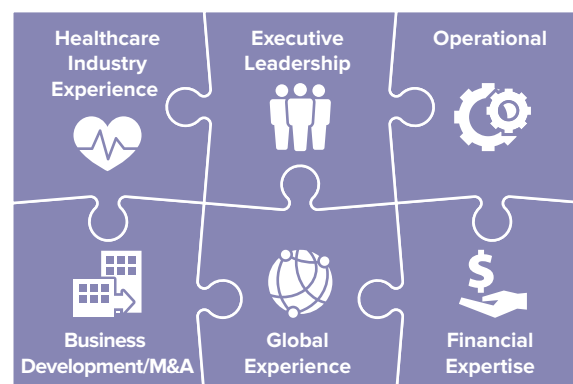 Healthcare
Industry
Experience
Executive
Leadership
Operational
$
Business
Development/M&A
Global
Experience
Financial
Expertise